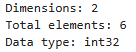 Dimensions: 2
Total elements: 6
Data type: int32